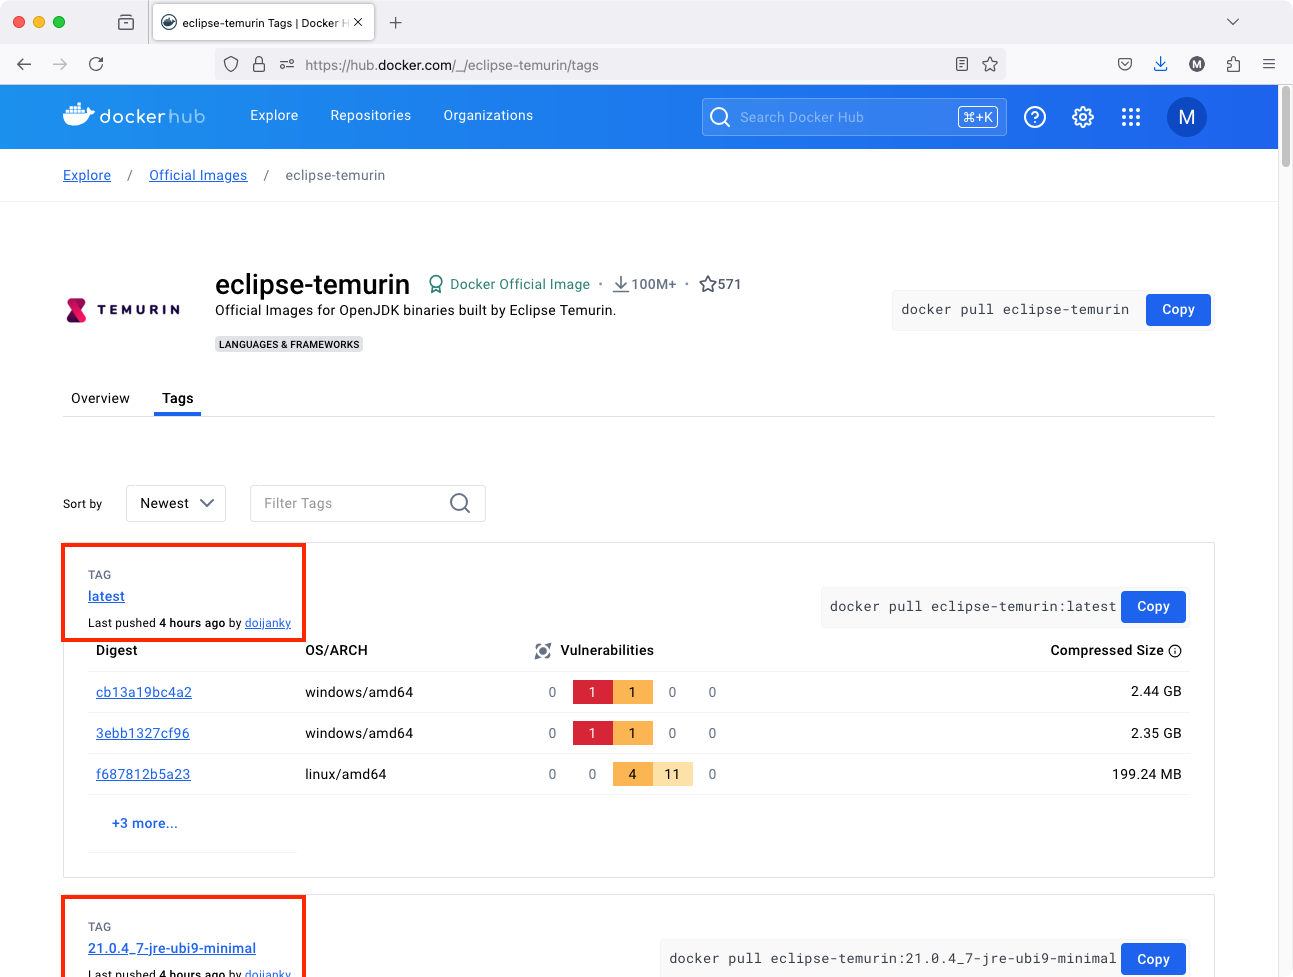 eclipse-temurin Tags | Docker H
https://hub.docker.com/_/eclipse-temurin/tags
M
dockerhub
Explore
Repositories
Organizations
Search Docker Hub
⌘+K
?
M
Explore / Official Images / eclipse-temurin
TEMURIN
eclipse-temurin
Docker Official Image · 100M+ · 571
Official Images for OpenJDK binaries built by Eclipse Temurin.
LANGUAGES & FRAMEWORKS
docker pull eclipse-temurin
Copy
Overview
Tags
Sort by
Newest
Filter Tags
TAG
latest
Last pushed 4 hours ago by doijanky
docker pull eclipse-temurin:latest
Copy
Digest OS/ARCH Vulnerabilities Compressed Size
cb13a19bc4a2 windows/amd64 0 1 1 0 0 2.44 GB
3ebb1327cf96 windows/amd64 0 1 1 0 0 2.35 GB
f687812b5a23 linux/amd64 0 0 4 11 0 199.24 MB
+3 more...
TAG
21.0.4_7-jre-ubi9-minimal
Last pushed 4 hours ago by doijanky
docker pull eclipse-temurin:21.0.4_7-jre-ubi9-minimal
Copy